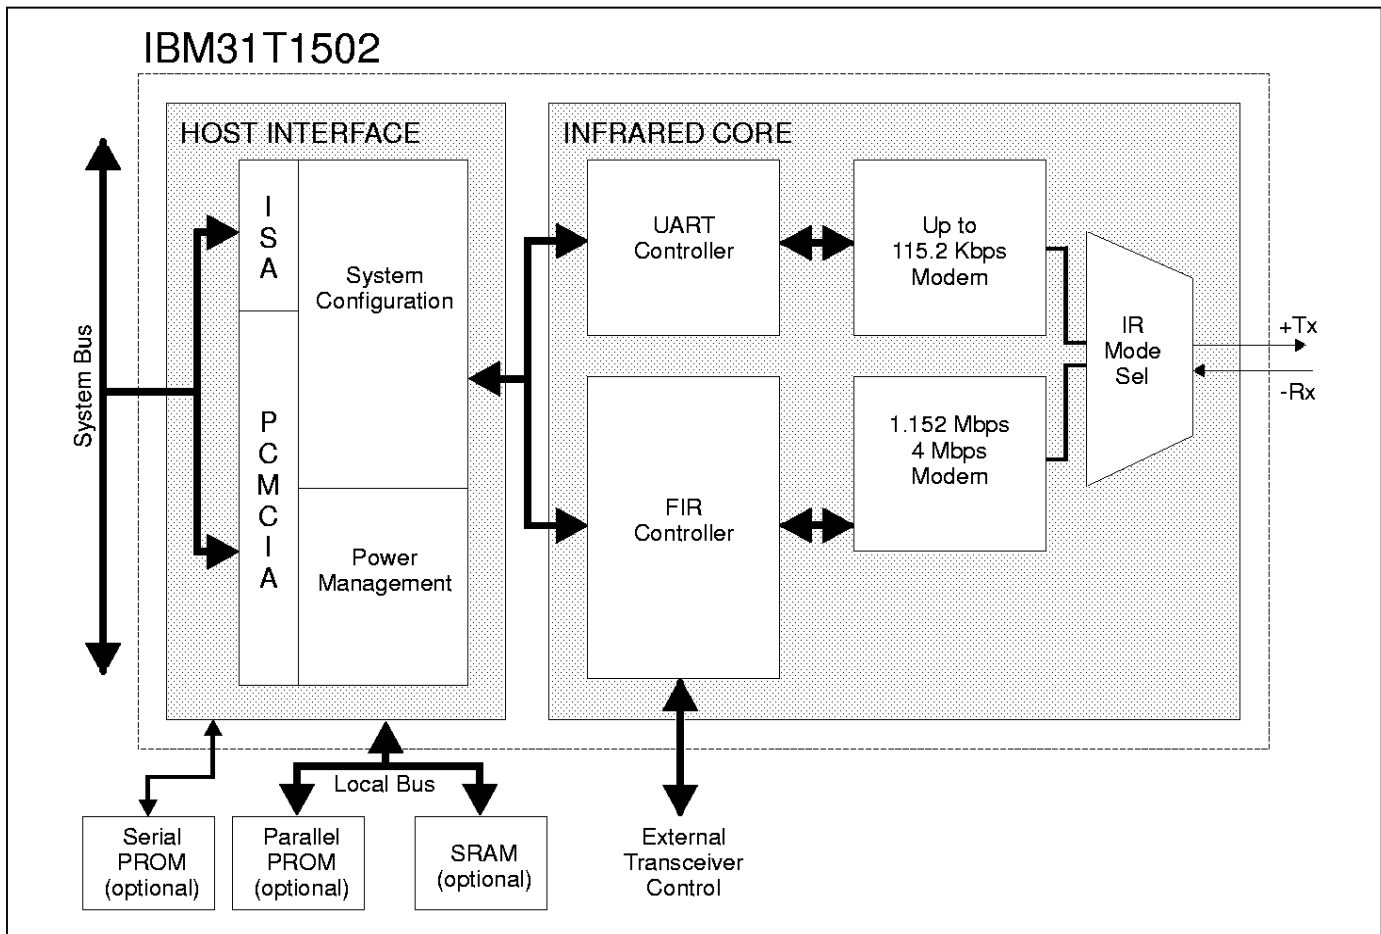 IBM31T1502
HOST INTERFACE
INFRARED CORE
System Bus
I
S
A
P
C
M
C
I
A
System
Configuration
Power
Management
UART
Controller
Up to
115.2 Kbps
Modem
FIR
Controller
1.152 Mbps
4 Mbps
Modem
IR
Mode
Sel
+Tx
-Rx
Local Bus
Serial
PROM
(optional)
Parallel
PROM
(optional)
SRAM
(optional)
External
Transceiver
Control